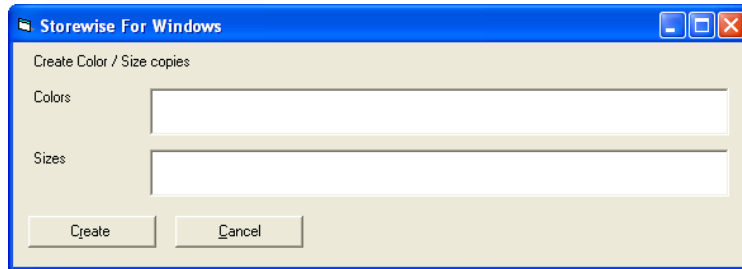 Storewise For Windows
Create Color / Size copies
Colors
Sizes
Create Cancel